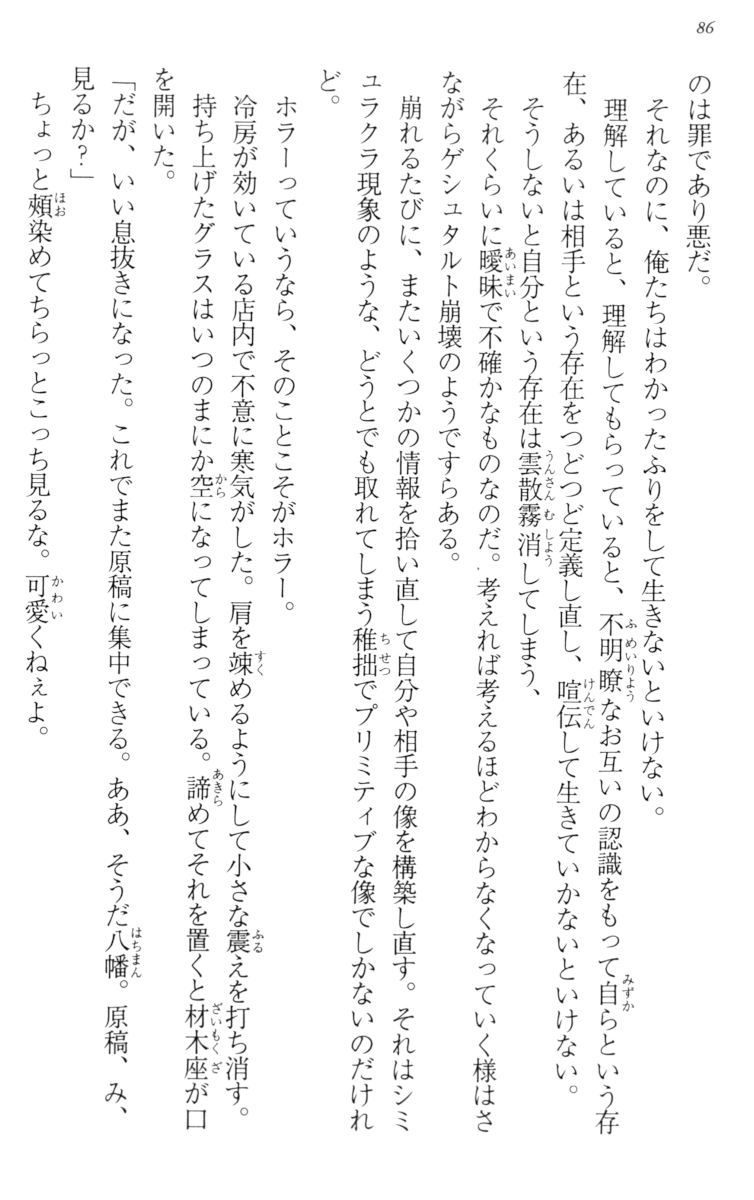 86
のは罪であり悪だ。
それなのに、俺たちはわかったふりをして生きないといけない。
理解していると、理解してもらっていると、不明瞭なお互いの認識をもって自らという存
在、あるいは相手という存在をつどつど定義し直し、喧伝して生きていかないといけない。
そうしないと自分という存在は雲散霧消してしまう、
それくらいに曖昧で不確かなものなのだ。考えれば考えるほどわからなくなっていく様はさ
ながらゲシュタルト崩壊のようですらある。
崩れるたびに、またいくつかの情報を拾い直して自分や相手の像を構築し直す。それはシミ
ュラクラ現象のような、どうとでも取れてしまう稚拙でプリミティブな像でしかないのだけれ
ど。
ホラーっていうなら、そのことこそがホラー。
冷房が効いている店内で不意に寒気がした。肩を竦めるようにして小さな震えを打ち消す。
持ち上げたグラスはいつのまにか空になってしまっている。諦めてそれを置くと材木座が口
を開いた。
「だが、いい息抜きになった。これでまた原稿に集中できる。ああ、そうだ八幡。原稿、み、
見るか？」
ちょっと頰染めてちらっとこっち見るな。可愛くねぇよ。